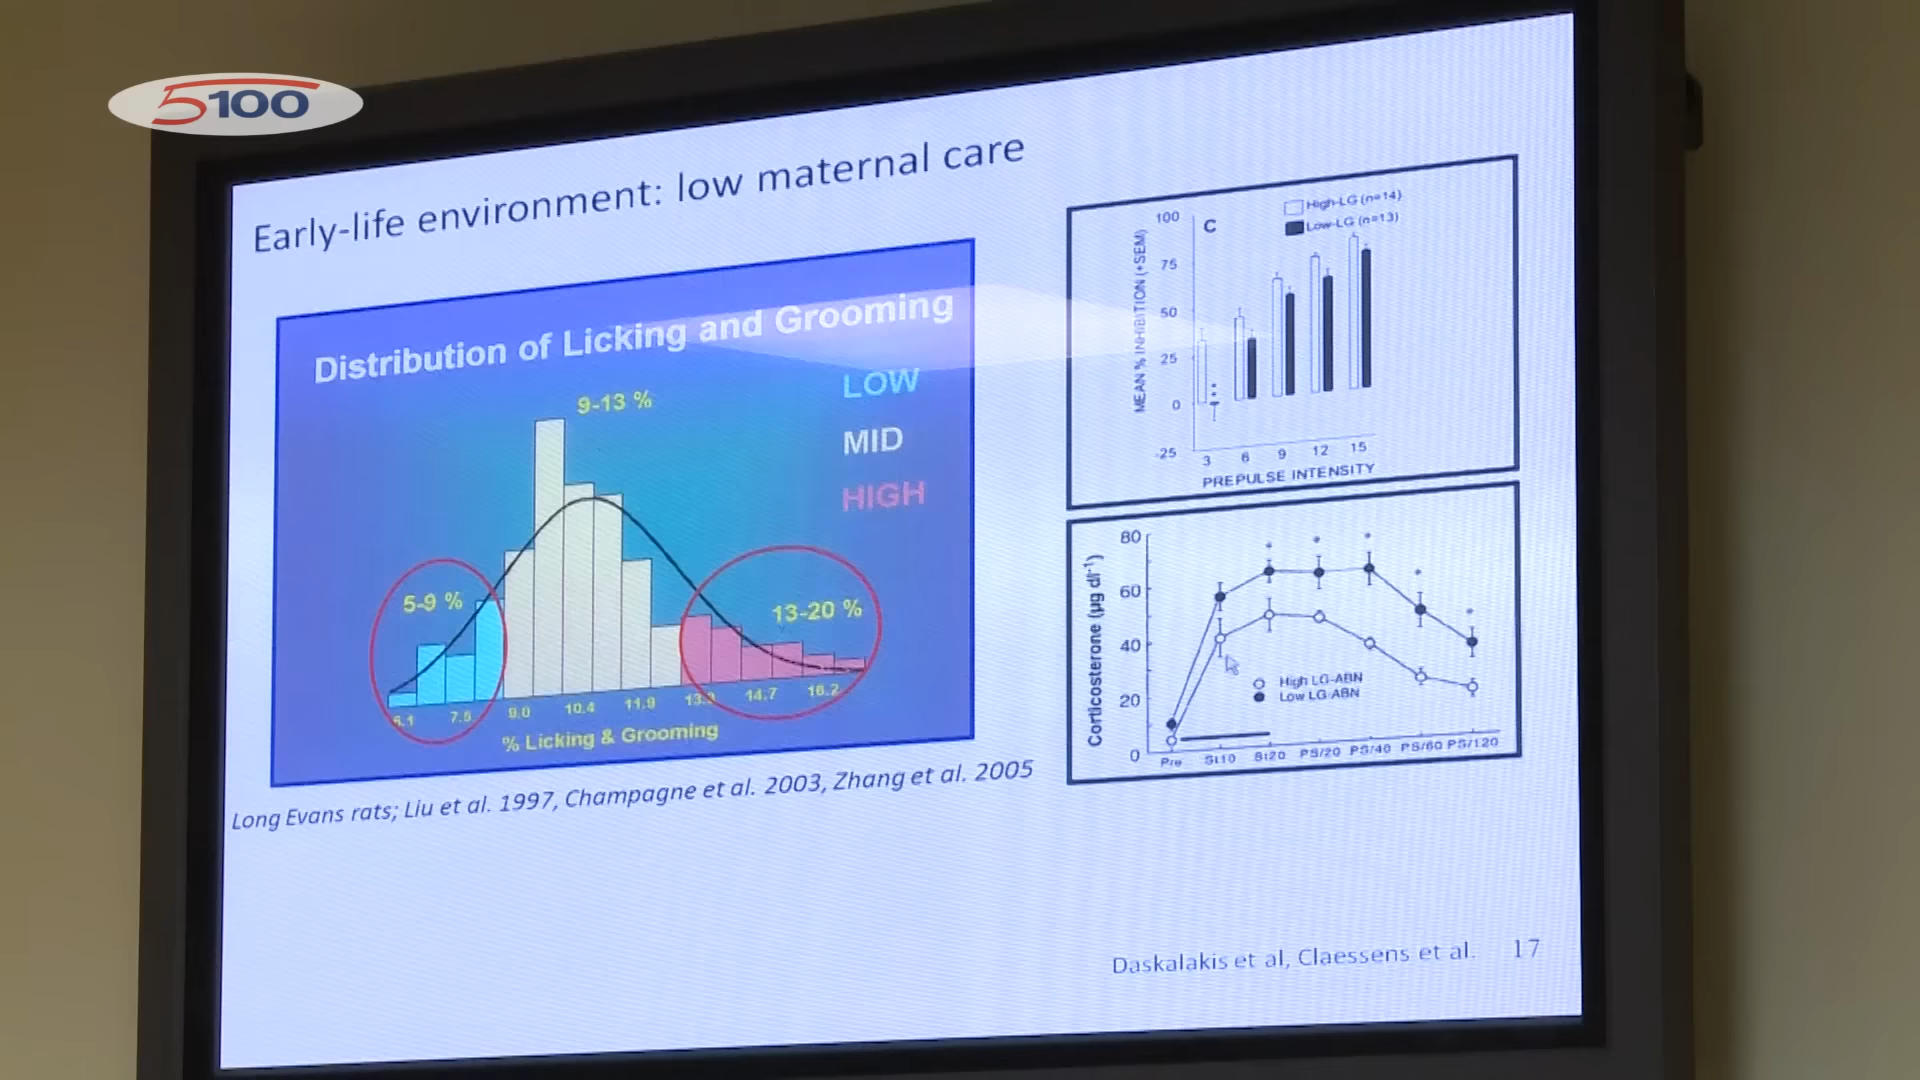 5100
Early-life environment: low maternal care
Distribution of Licking and Grooming
LOW
MID
HIGH
9-13 %
5-9 %
13-20 %
7.5
9.0
10.4
11.9
14.7
16.2
% Licking & Grooming
Long Evans rats; Liu et al. 1997, Champagne et al. 2003, Zhang et al. 2005
C
High-LG (n=14)
Low-LG (n=13)
MEAN % INHIBITION (+SEM)
100
75
50
25
0
-25
3 6 9 12 15
PREPULSE INTENSITY
Corticosterone (µg dl-1)
80
60
40
20
0
High LG-ABN
Low LG-ABN
Pre St10 St20 PS/20 PS/40 PS/60 PS/120
Daskalakis et al, Claessens et al. 17